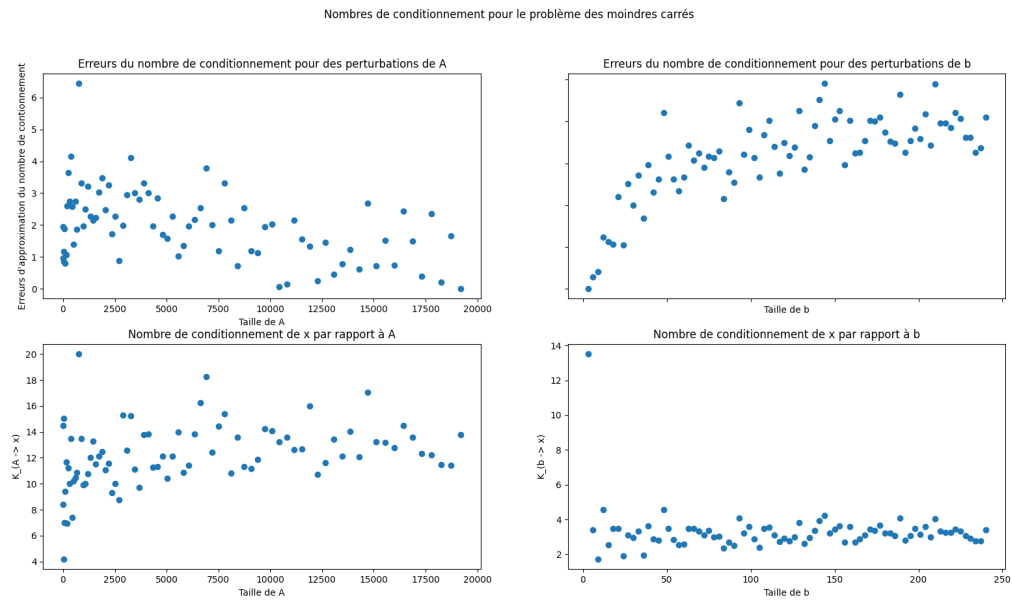 Nombres de conditionnement pour le problème des moindres carrés
Erreurs du nombre de conditionnement pour des perturbations de A
Erreurs d'approximation du nombre de contionnement
6
5
4
3
2
1
0
0 2500 5000 7500 10000 12500 15000 17500 20000
Taille de A
Erreurs du nombre de conditionnement pour des perturbations de b
Taille de b
Nombre de conditionnement de x par rapport à A
K_(A -> x)
20
18
16
14
12
10
8
6
4
0 2500 5000 7500 10000 12500 15000 17500 20000
Taille de A
Nombre de conditionnement de x par rapport à b
K_(b -> x)
14
12
10
8
6
4
2
0 50 100 150 200 250
Taille de b